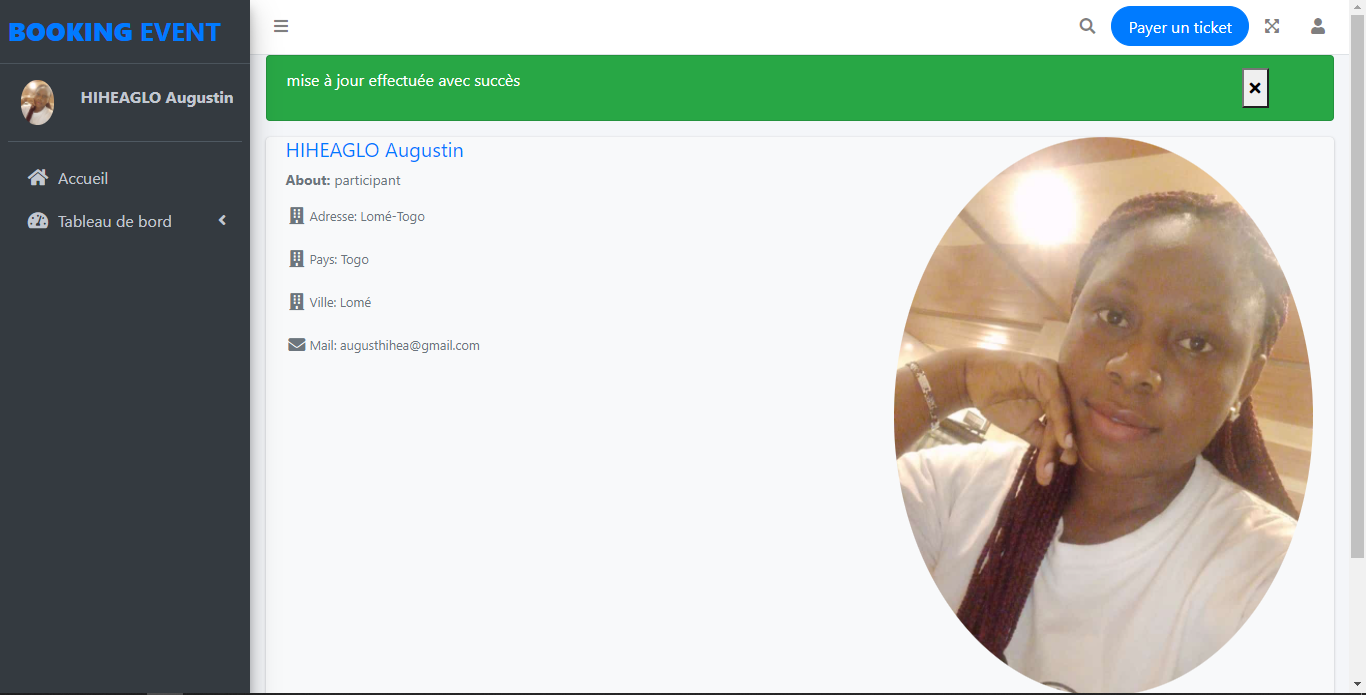 BOOKING EVENT
Payer un ticket
HIHEAGLO Augustin
Accueil
Tableau de bord
mise à jour effectuée avec succès
HIHEAGLO Augustin
About: participant
Adresse: Lomé-Togo
Pays: Togo
Ville: Lomé
Mail: augusthihea@gmail.com